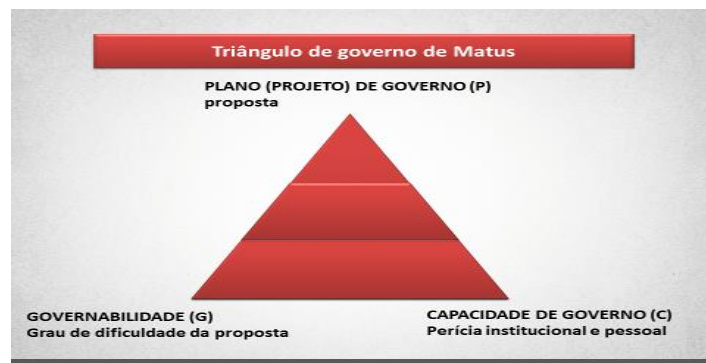 Triângulo de governo de Matus
PLANO (PROJETO) DE GOVERNO (P)
proposta
GOVERNABILIDADE (G)
Grau de dificuldade da proposta
CAPACIDADE DE GOVERNO (C)
Perícia institucional e pessoal